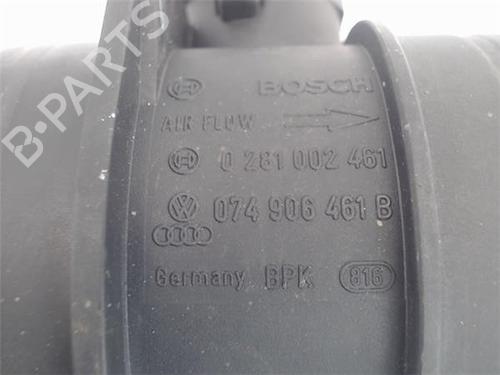 BOSCH
AIR FLOW
0 281 002 461
074 906 461 B
Germany BPK 816
B-PARTS